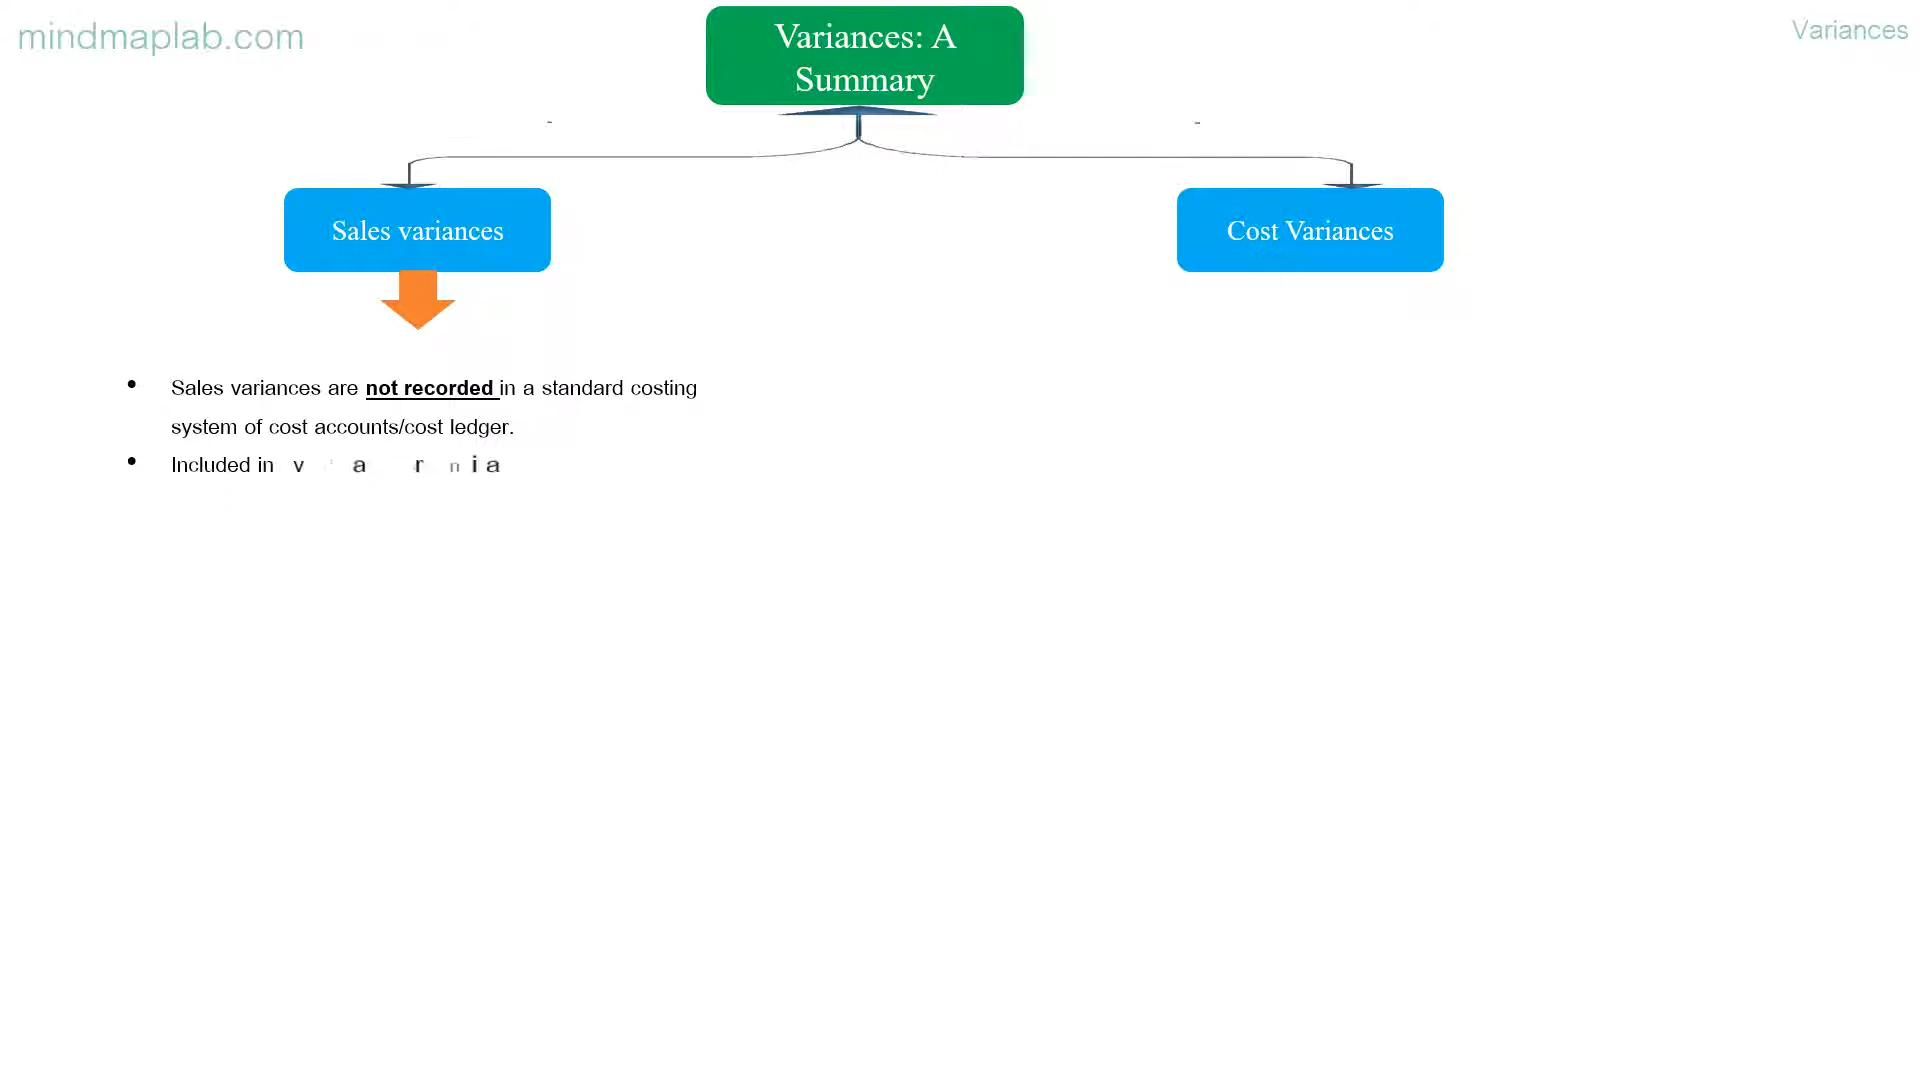 mindmaplab.com
Variances
Variances: A
Summary
Sales variances
Cost Variances
• Sales variances are not recorded in a standard costing
system of cost accounts/cost ledger.
• Included in